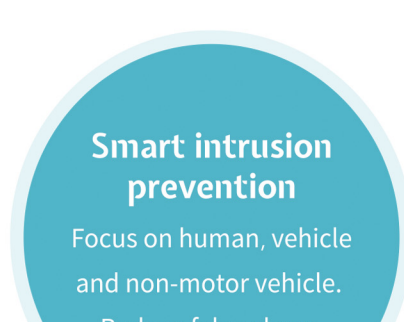 Smart intrusion
prevention
Focus on human, vehicle
and non-motor vehicle.